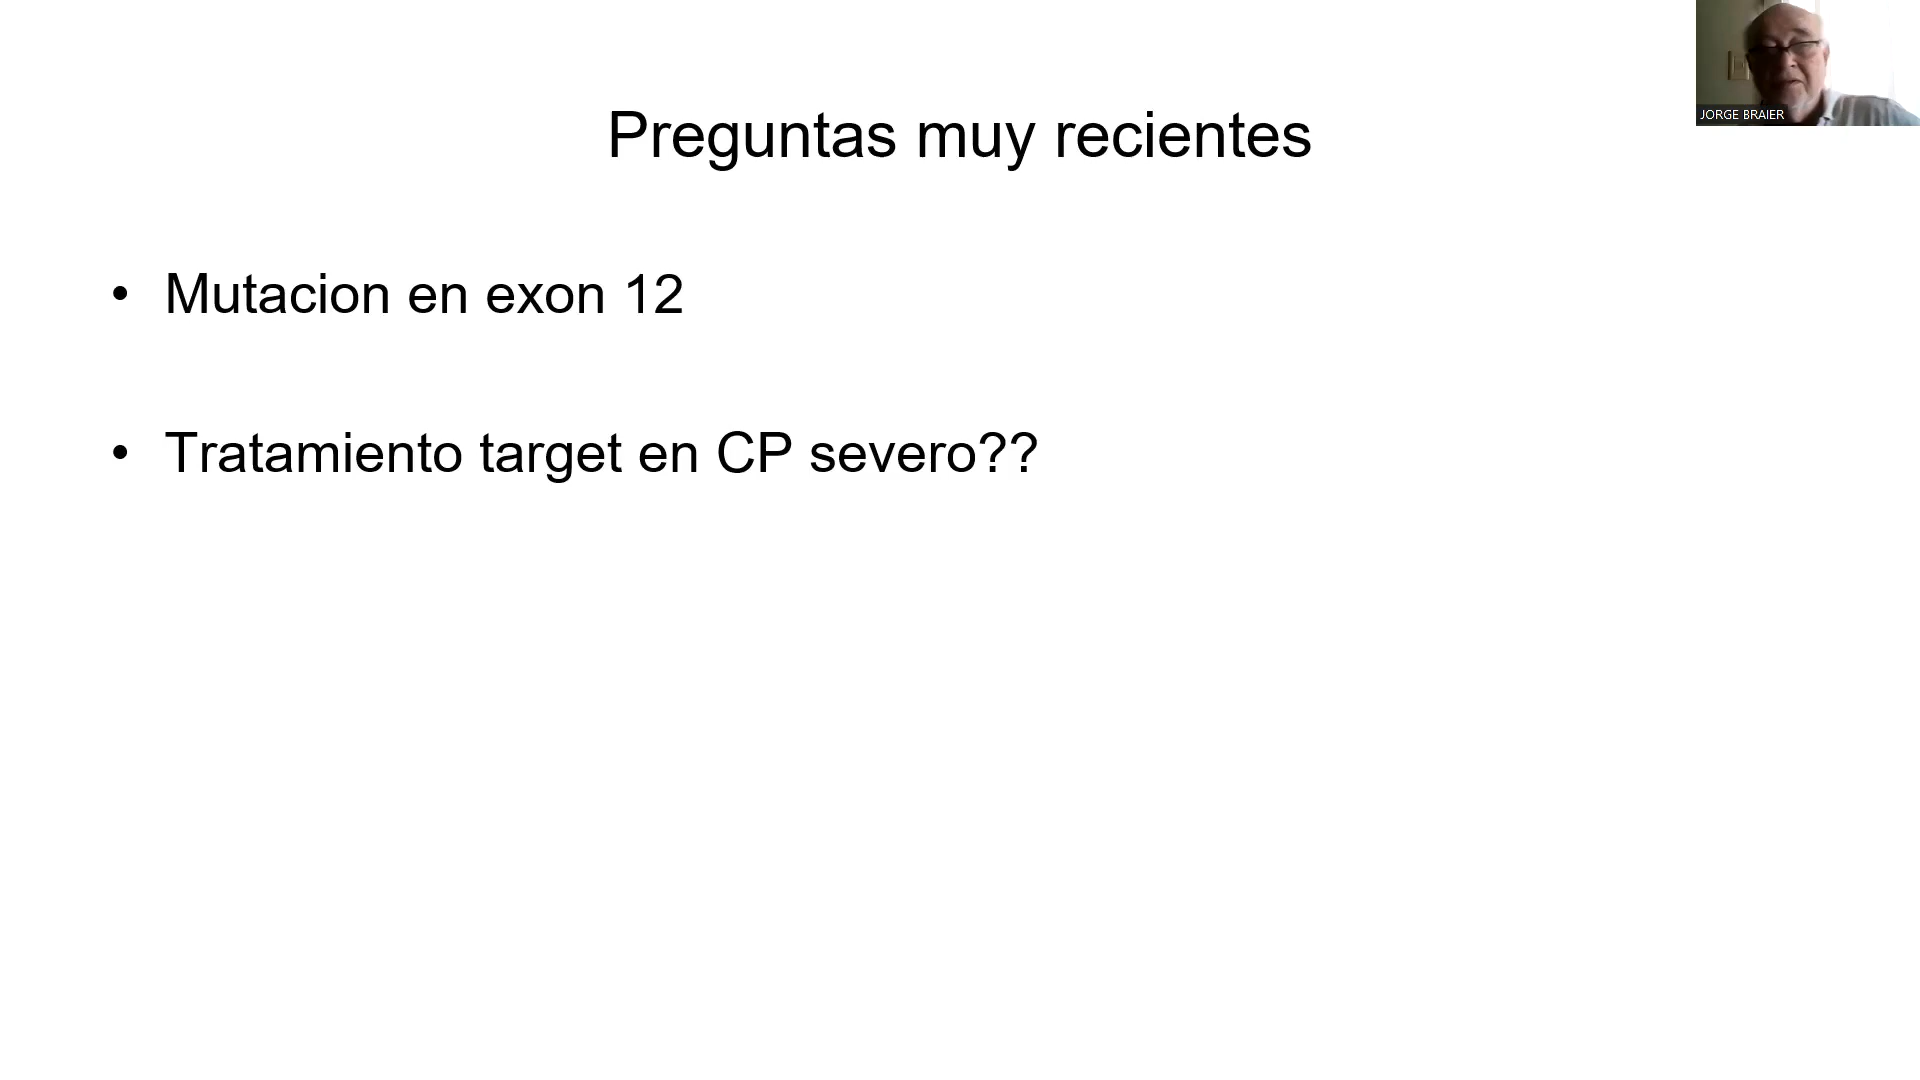 Preguntas muy recientes
JORGE BRAIER
• Mutacion en exon 12
• Tratamiento target en CP severo??